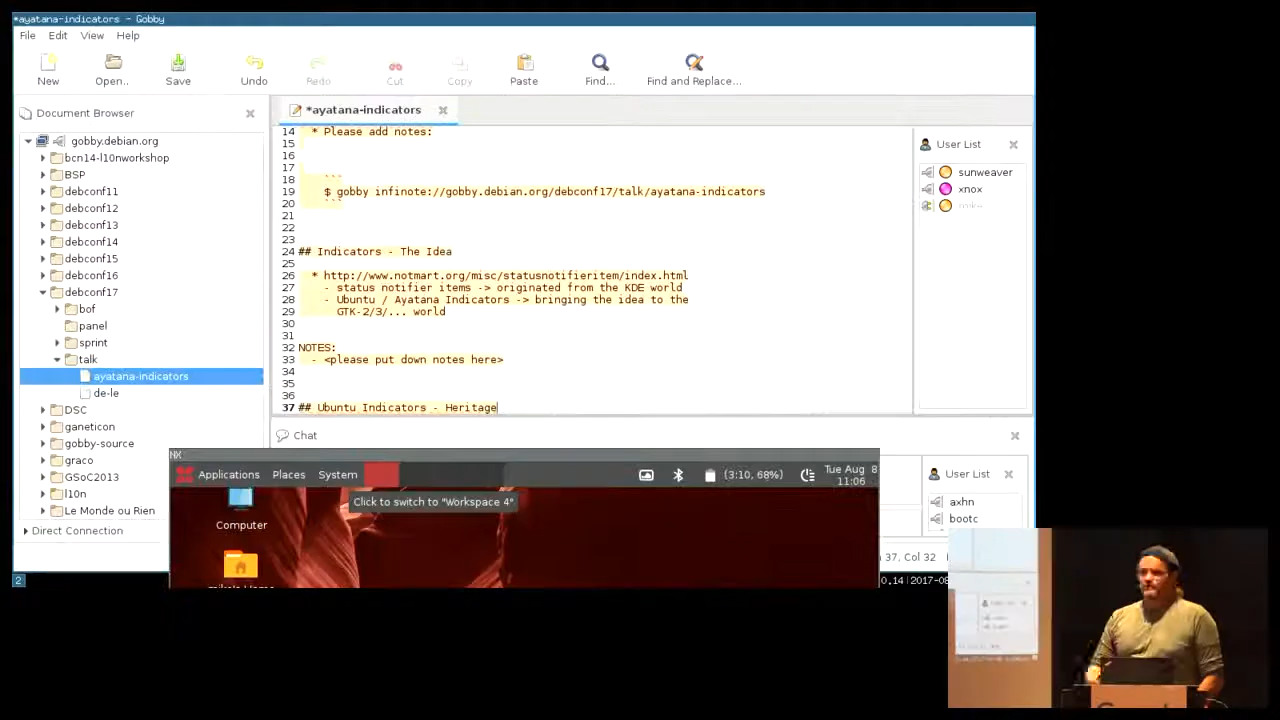 *ayatana-indicators - Gobby
File Edit View Help
New Open.. Save Undo Redo Cut Copy Paste Find... Find and Replace...
Document Browser
gobby.debian.org
bcn14-l10nworkshop
BSP
debconf11
debconf12
debconf13
debconf14
debconf15
debconf16
debconf17
bof
panel
sprint
talk
ayatana-indicators
de-le
DSC
ganeticon
gobby-source
graco
GSoC2013
l10n
Le Monde ou Rien
Direct Connection
*ayatana-indicators
14 * Please add notes:
15
16
17
18 ```
19 $ gobby infinote://gobby.debian.org/debconf17/talk/ayatana-indicators
20 ```
21
22
23
24 ## Indicators - The Idea
25
26 * http://www.notmart.org/misc/statusnotifieritem/index.html
27 - status notifier items -> originated from the KDE world
28 - Ubuntu / Ayatana Indicators -> bringing the idea to the
29 GTK-2/3/... world
30
31
32 NOTES:
33 - <please put down notes here>
34
35
36
37 ## Ubuntu Indicators - Heritage
User List
sunweaver
xnox
Chat
User List
axhn
bootc
37, Col 32
0.14|2017-08
2
NX
Applications Places System
(3:10, 68%)
Tue Aug 8
11:06
Click to switch to "Workspace 4"
Computer